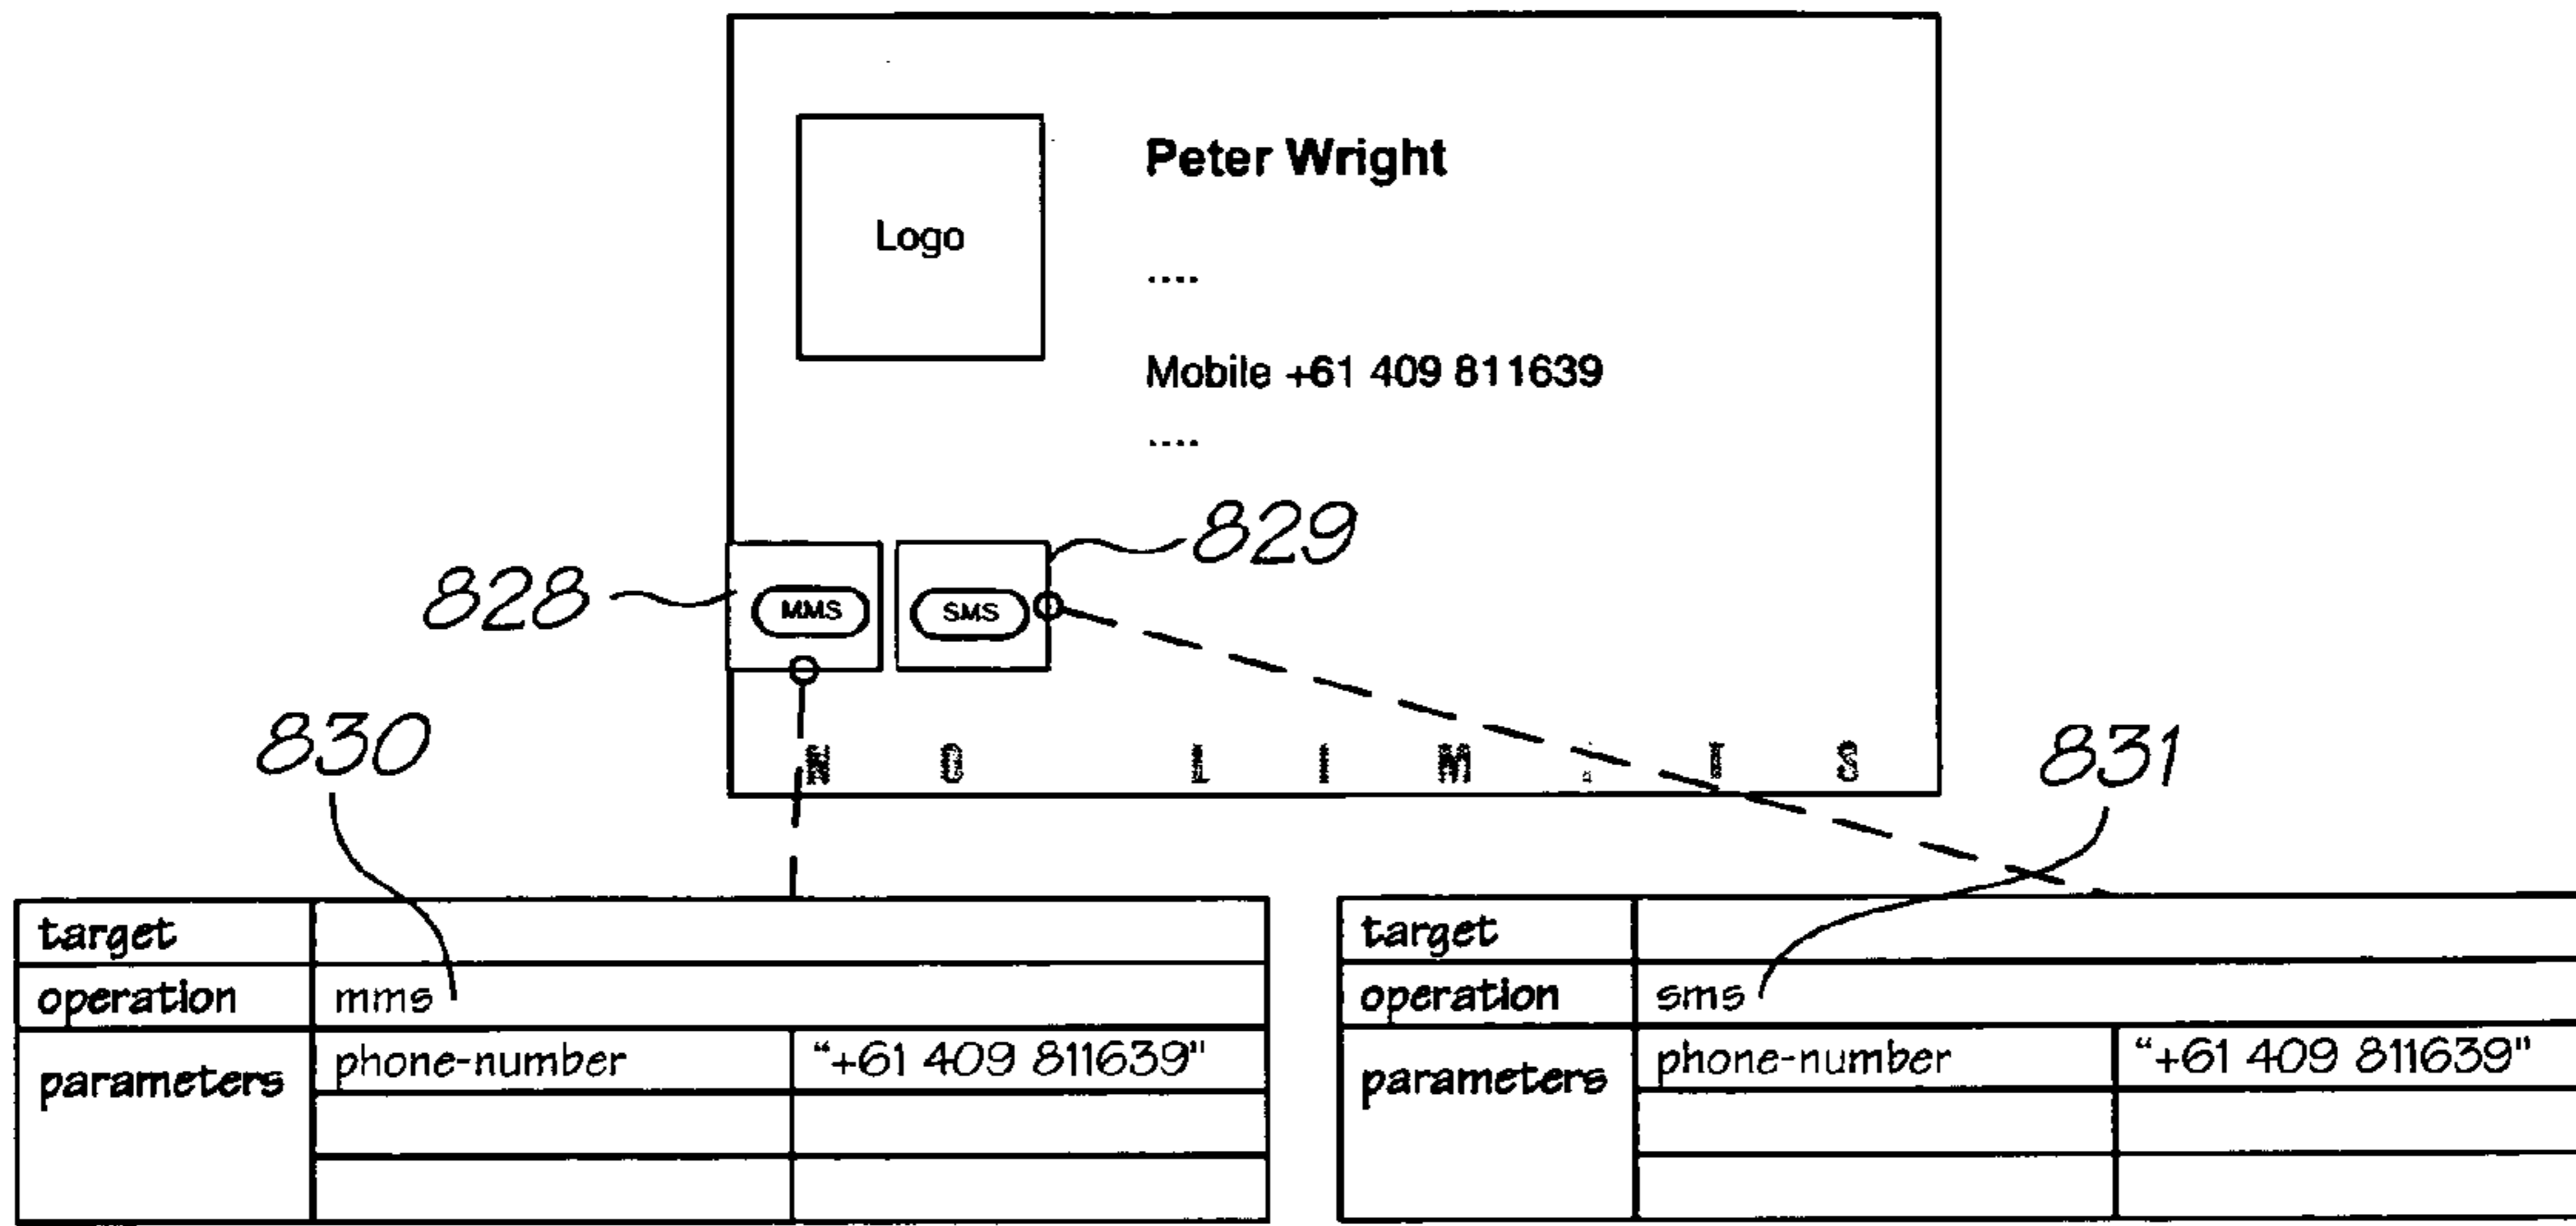 Logo
Peter Wright
....
Mobile +61 409 811639
....
828
MMS
SMS
829
830
831
target
operation mms
parameters phone-number "+61 409 811639"
target
operation sms
parameters phone-number "+61 409 811639"